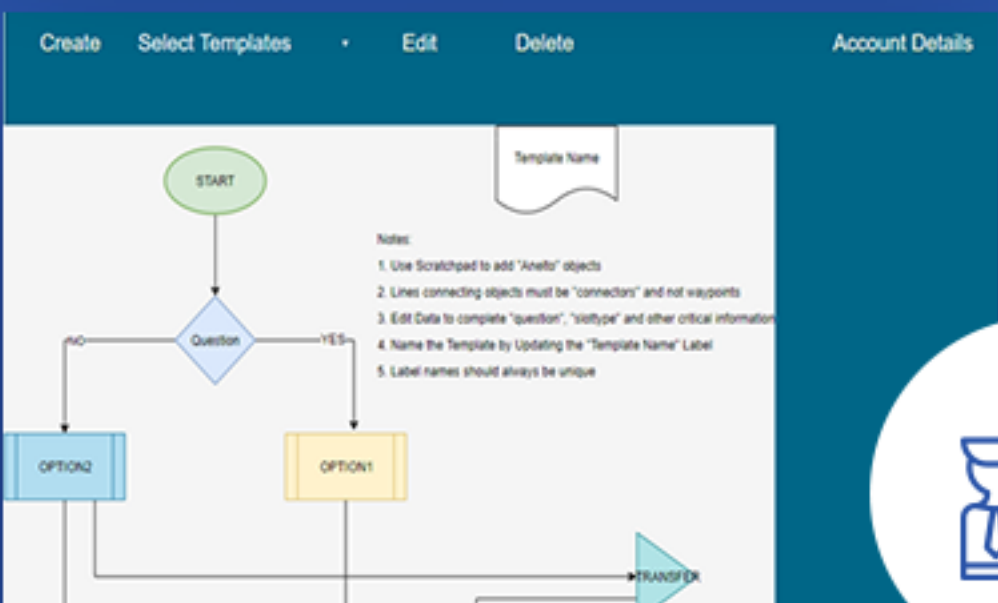 Create Select Templates Edit Delete Account Details
Template Name
START
Notes:
1. Use Scratchpad to add "Anelto" objects
2. Lines connecting objects must be "connectors" and not waypoints
3. Edit Data to complete "question", "slottype" and other critical information
4. Name the Template by Updating the "Template Name" Label
5. Label names should always be unique
NO Question YES
OPTION2 OPTION1
TRANSFER